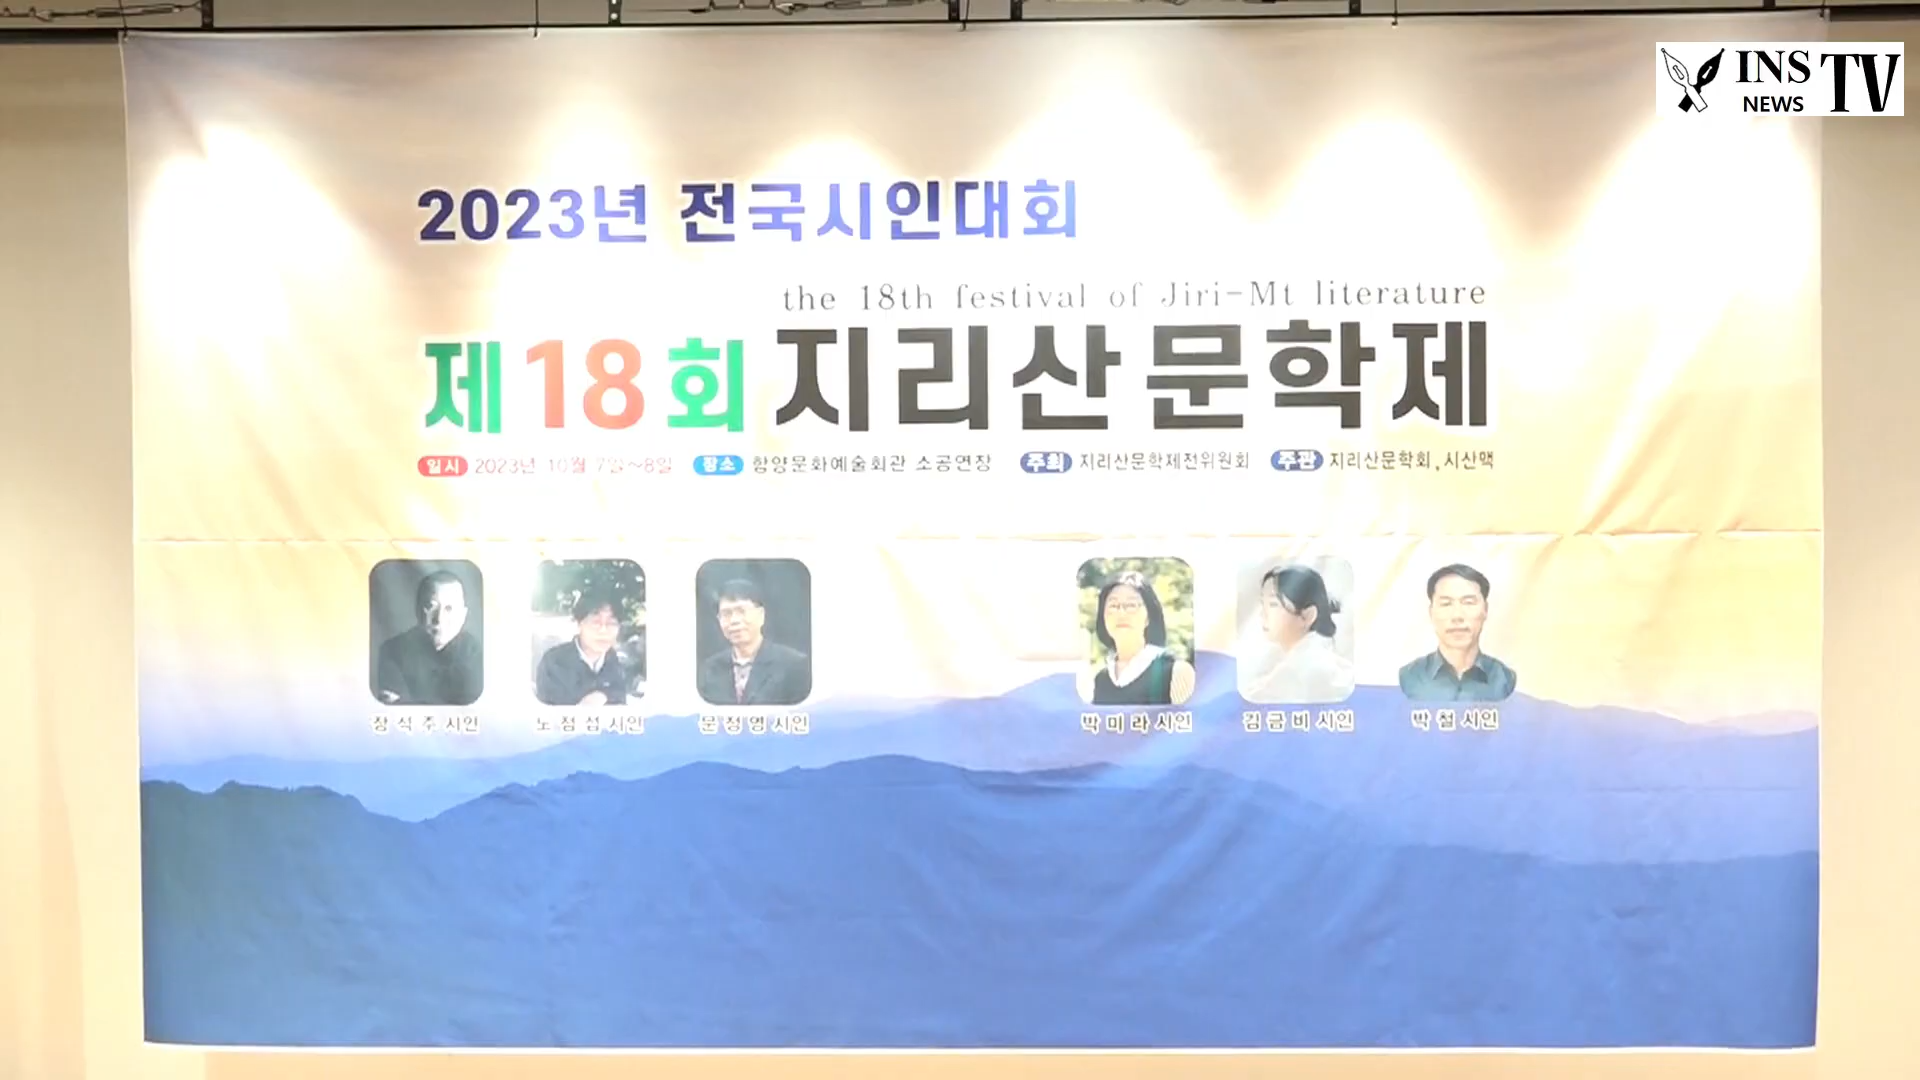 INS
NEWS
TV
2023년 전국시인대회
the 18th festival of Jiri-Mt literature
제18회 지리산문학제
일시 2023년 10월 7일~8일 장소 함양문화예술회관 소공연장 주최 지리산문학제전위원회 주관 지리산문학회, 시산맥
장석주 시인 노점섭 시인 문정영 시인 박미라 시인 김금비 시인 박철 시인